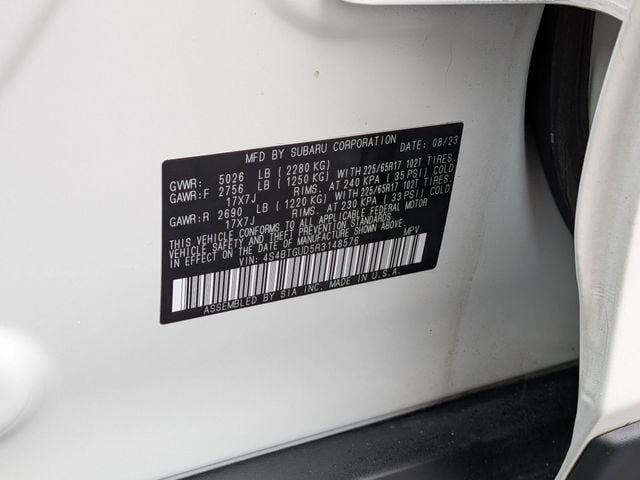 MFD BY SUBARU CORPORATION DATE: 08/23
GVWR: 5026 LB (2280 KG)
GAWR:F 2756 LB (1250 KG) WITH 225/65R17 102T TIRES.
17X7J RIMS. AT 240 KPA (35 PSI) COLD
GAWR:R 2690 LB (1220 KG) WITH 225/65R17 102T TIRES.
17X7J RIMS. AT 230 KPA (33 PSI) COLD
THIS VEHICLE CONFORMS TO ALL APPLICABLE FEDERAL MOTOR
VEHICLE SAFETY STANDARDS IN EFFECT ON THE DATE OF
MANUFACTURE SHOWN ABOVE.
VIN: 4S4BTGUD5R3148576 MPV
ASSEMBLED BY SIA INC. MADE IN U.S.A.